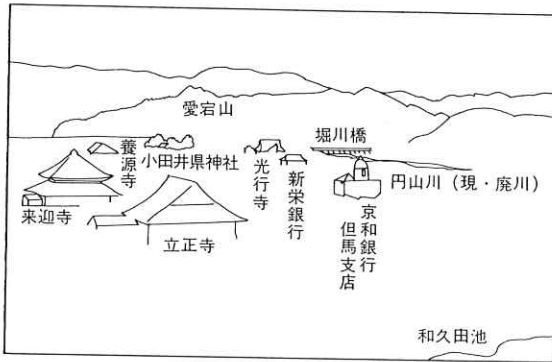 愛宕山
堀川橋
養源寺
小田井県神社
光行寺
新栄銀行
円山川（現・廃川）
京和銀行
但馬支店
来迎寺
立正寺
和久田池